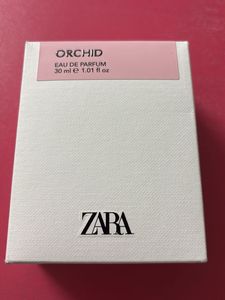 ORCHID
EAU DE PARFUM
30 ml ℮ 1.01 fl oz
ZARA